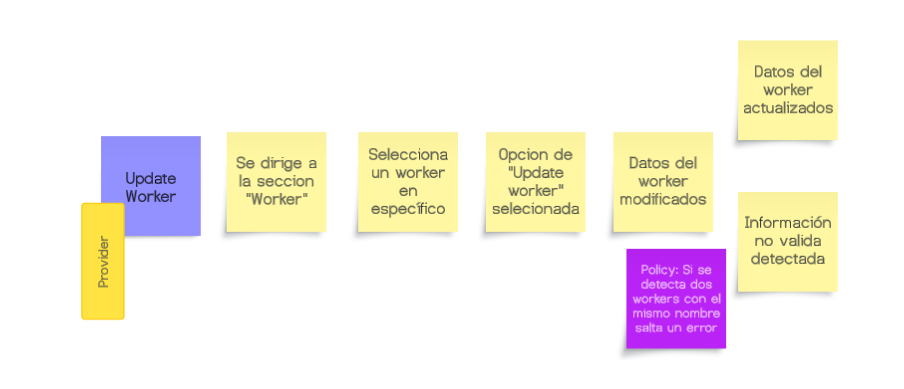 Update
Worker
Provider
Se dirige a
la seccion
"Worker"
Selecciona
un worker
en
específico
Opcion de
"Update
worker"
selecionada
Datos del
worker
modificados
Policy: Si se
detecta dos
workers con el
mismo nombre
salta un error
Datos del
worker
actualizados
Información
no valida
detectada